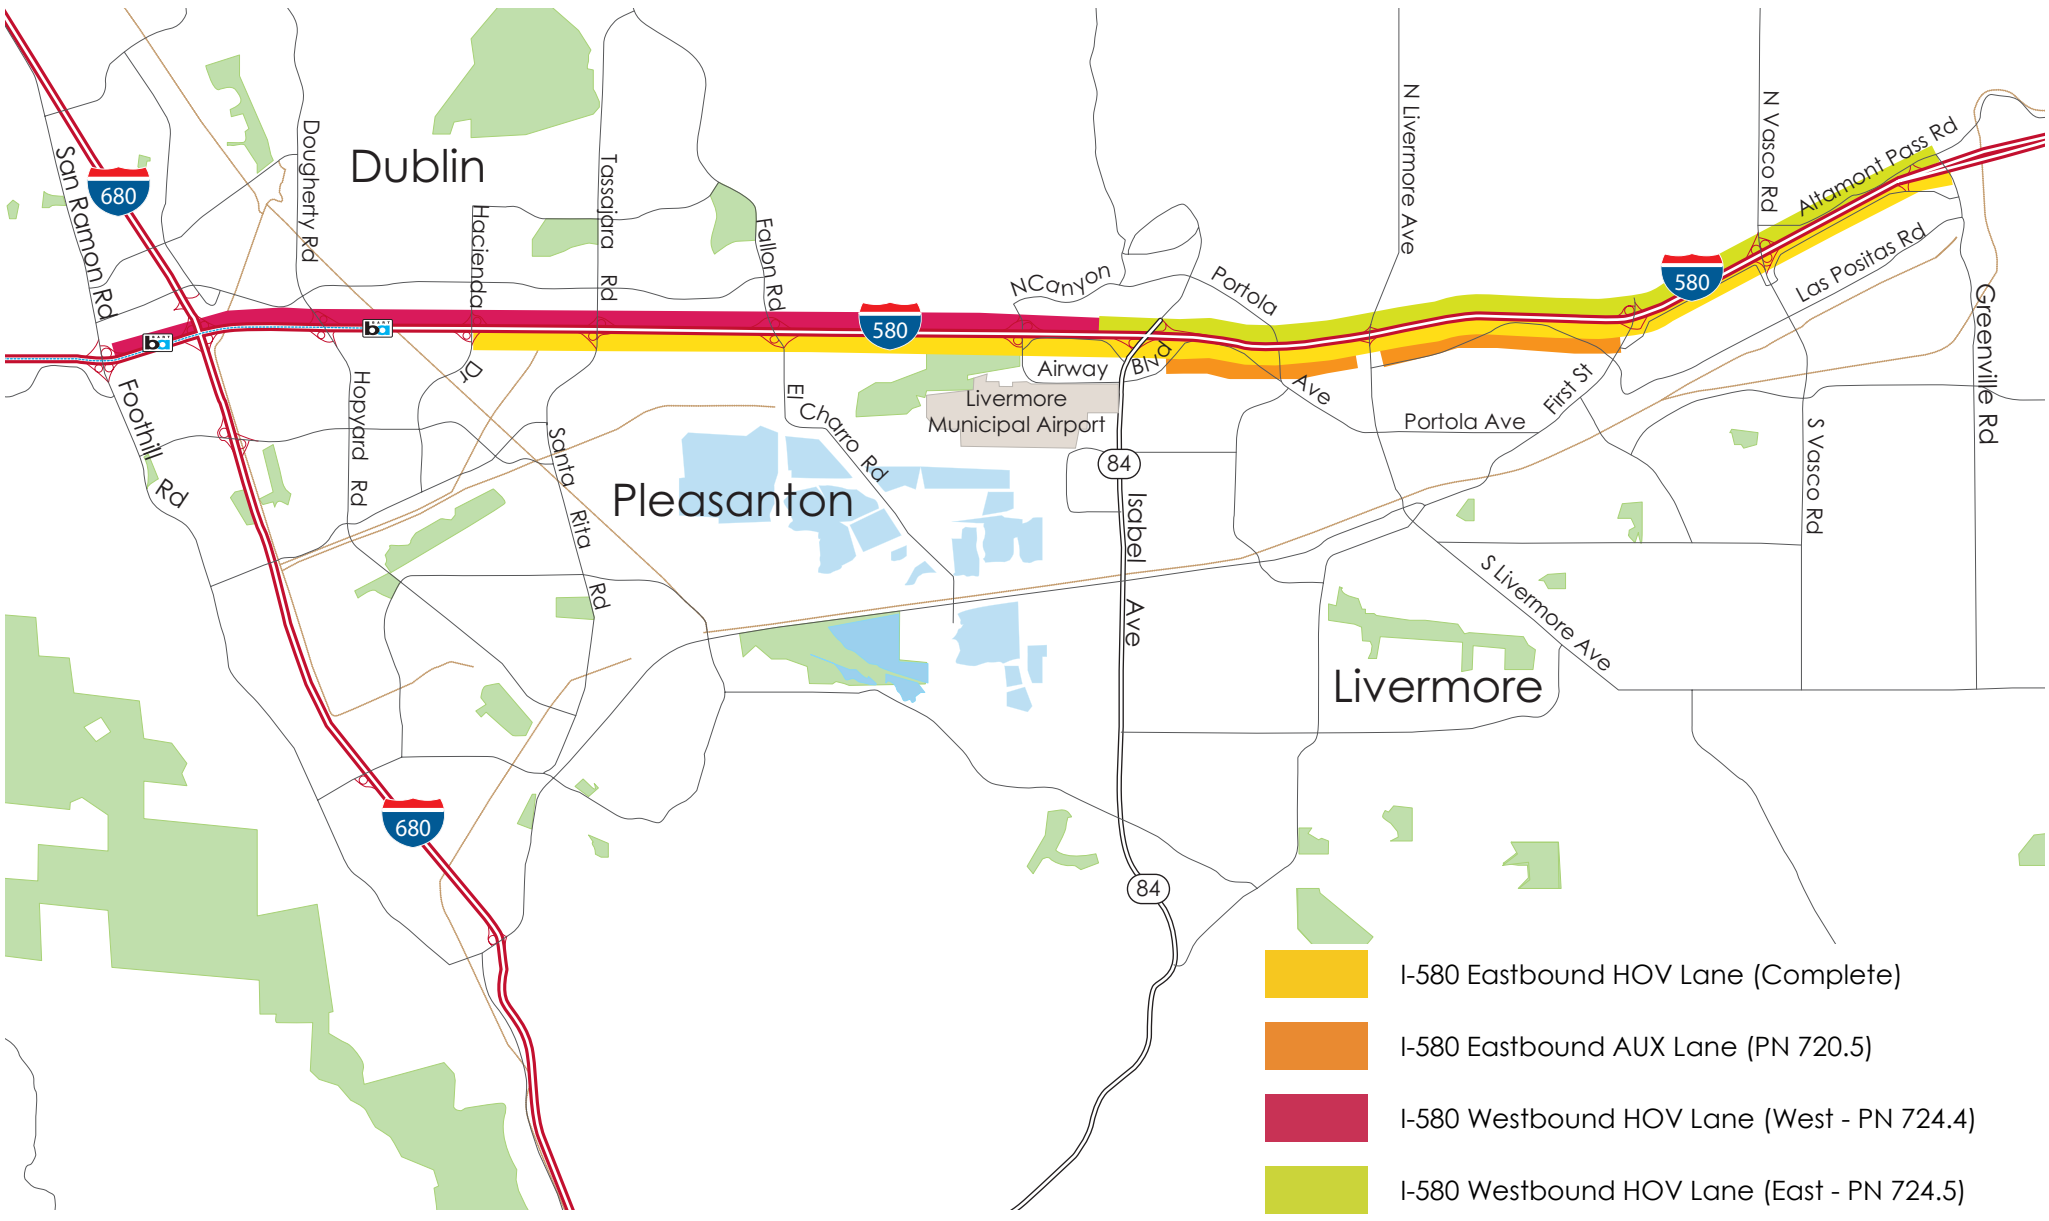 Dublin
Pleasanton
Livermore
680
580
580
680
84
84
San Ramon Rd
Dougherty Rd
Hacienda
Dr
Tassajara
Rd
Fallon Rd
N Canyon
Portola
Ave
N Livermore Ave
N Vasco Rd
Altamont Pass Rd
Las Positas Rd
Greenville Rd
Foothill
Rd
Hopyard
Rd
Santa
Rita
Rd
El
Charro Rd
Airway
Blvd
Livermore
Municipal Airport
Portola Ave
First St
S Vasco Rd
Isabel
Ave
S Livermore Ave
BART
ba
BART
ba
I-580 Eastbound HOV Lane (Complete)
I-580 Eastbound AUX Lane (PN 720.5)
I-580 Westbound HOV Lane (West - PN 724.4)
I-580 Westbound HOV Lane (East - PN 724.5)